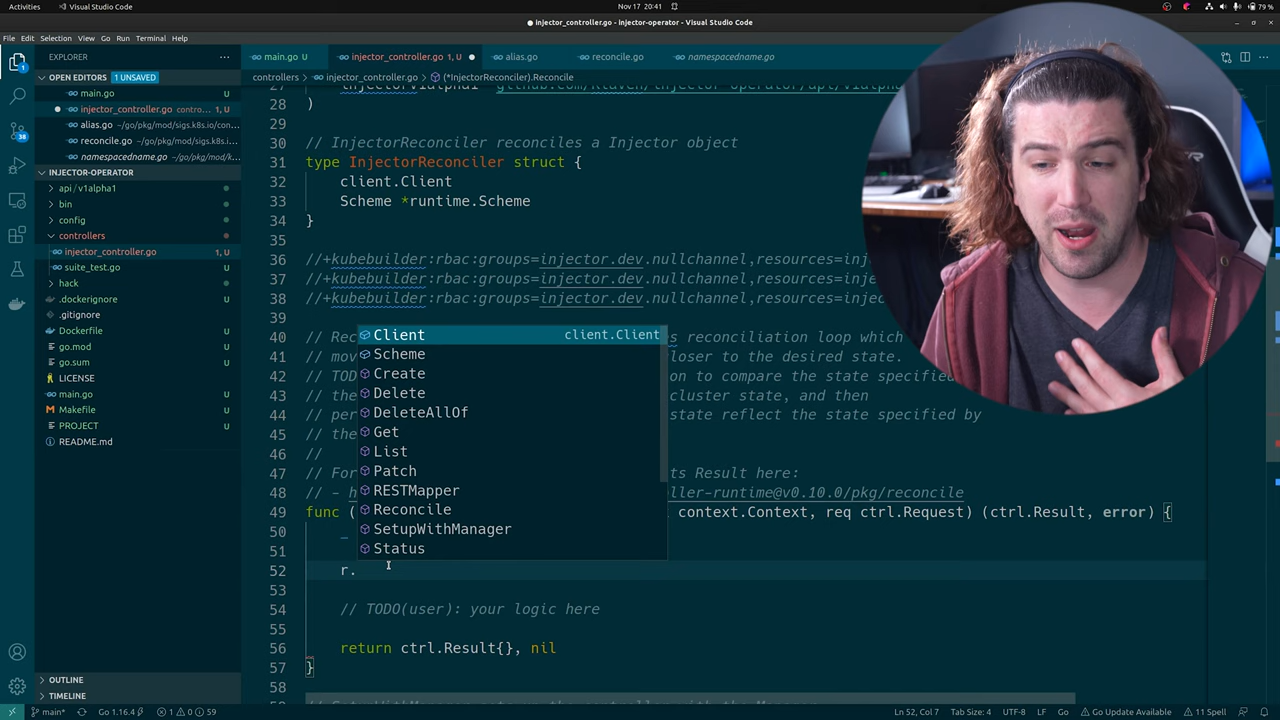 Activities
Visual Studio Code
Nov 17 20:41
79 %
injector_controller.go - injector-operator - Visual Studio Code
File Edit Selection View Go Run Terminal Help
EXPLORER
main.go U
injector_controller.go 1, U
alias.go
reconcile.go
namespacedname.go
controllers > injector_controller.go > (*InjectorReconciler).Reconcile
OPEN EDITORS 1 UNSAVED
main.go U
injector_controller.go contro... 1, U
alias.go ~/go/pkg/mod/sigs.k8s.io/con...
reconcile.go ~/go/pkg/mod/sigs.k8s.i...
namespacedname.go ~/go/pkg/mod/k...
INJECTOR-OPERATOR
api / v1alpha1
bin
config
controllers
injector_controller.go 1, U
suite_test.go U
hack
.dockerignore U
.gitignore U
Dockerfile U
go.mod U
go.sum U
LICENSE U
main.go U
Makefile U
PROJECT U
README.md U
OUTLINE
TIMELINE
28 )
29
30 // InjectorReconciler reconciles a Injector object
31 type InjectorReconciler struct {
32 client.Client
33 Scheme *runtime.Scheme
34 }
35
36 //+kubebuilder:rbac:groups=injector.dev.nullchannel,resources=inj
37 //+kubebuilder:rbac:groups=injector.dev.nullchannel,resources=inj
38 //+kubebuilder:rbac:groups=injector.dev.nullchannel,resources=inj
39
40 // Rec s reconciliation loop which
41 // mov loser to the desired state.
42 // TOD on to compare the state specified
43 // the cluster state, and then
44 // per state reflect the state specified by
45 // the
46 //
47 // For ts Result here:
48 // - h ller-runtime@v0.10.0/pkg/reconcile
49 func ( context.Context, req ctrl.Request) (ctrl.Result, error) {
50 _
51
52 r.
53
54 // TODO(user): your logic here
55
56 return ctrl.Result{}, nil
57 }
58
Client client.Client
Scheme
Create
Delete
DeleteAllOf
Get
List
Patch
RESTMapper
Reconcile
SetupWithManager
Status
main* Go 1.16.4 1 0 59
Ln 52, Col 7 Tab Size: 4 UTF-8 LF Go Go Update Available 11 Spell